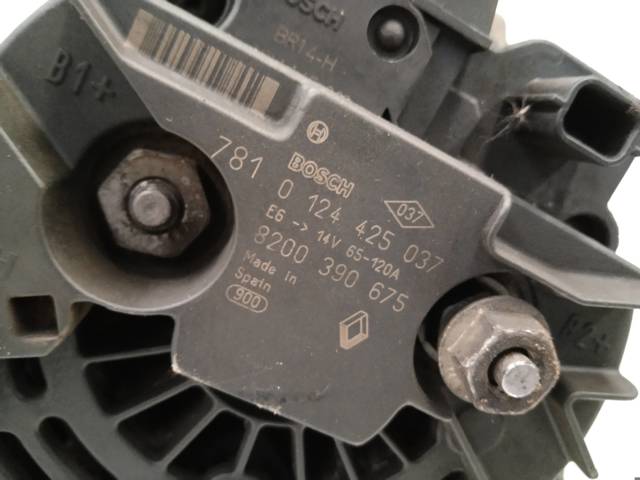 BOSCH
BR14-H
B1+
BOSCH
781 0 124 425 037
037
E6 -> 14V 65-120A
8200 390 675
Made in
Spain
900
B2+